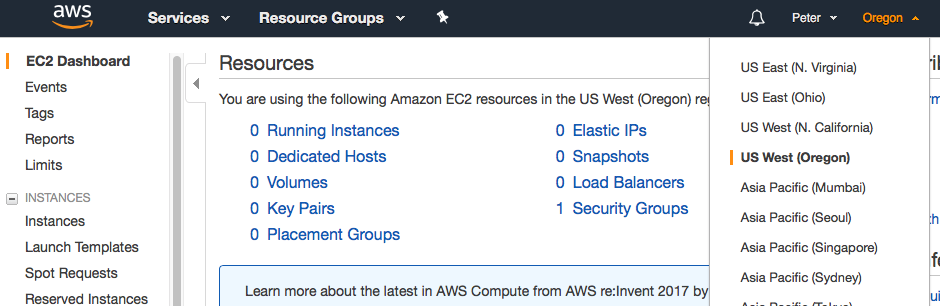 aws Services Resource Groups Peter Oregon
EC2 Dashboard
Events
Tags
Reports
Limits
INSTANCES
Instances
Launch Templates
Spot Requests
Reserved Instances
Resources
You are using the following Amazon EC2 resources in the US West (Oregon)
0 Running Instances
0 Elastic IPs
0 Dedicated Hosts
0 Snapshots
0 Volumes
0 Load Balancers
0 Key Pairs
1 Security Groups
0 Placement Groups
Learn more about the latest in AWS Compute from AWS re:Invent 2017 by
US East (N. Virginia)
US East (Ohio)
US West (N. California)
US West (Oregon)
Asia Pacific (Mumbai)
Asia Pacific (Seoul)
Asia Pacific (Singapore)
Asia Pacific (Sydney)
Asia Pacific (Tokyo)